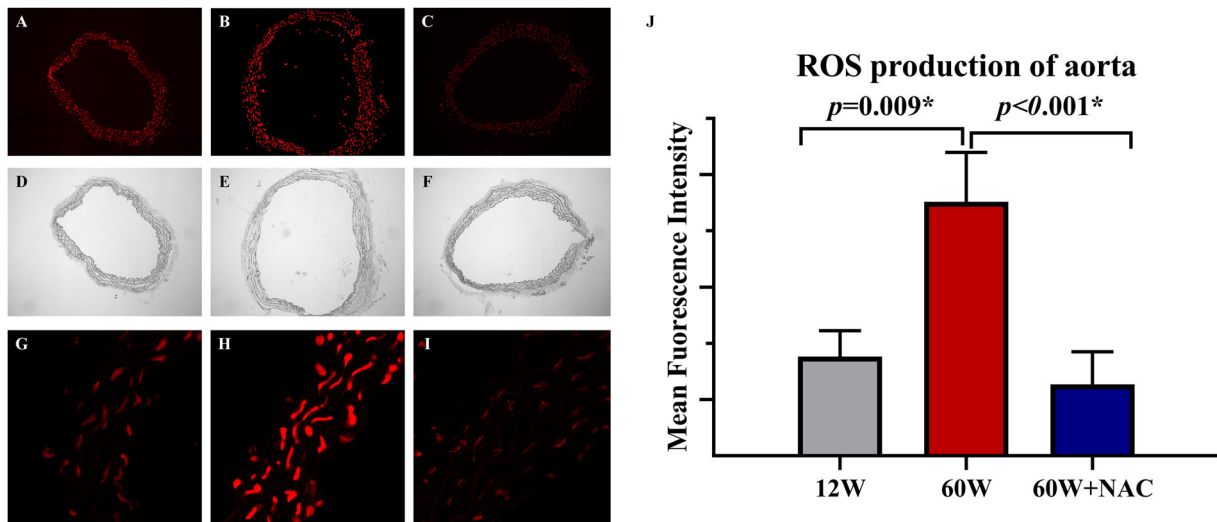 A
B
C
D
E
F
G
H
I
J
ROS production of aorta
p=0.009*
p<0.001*
Mean Fuorescence Intensity
12W
60W
60W+NAC